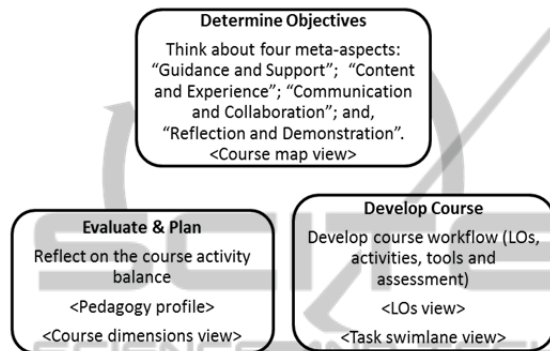 Determine Objectives
Think about four meta-aspects:
“Guidance and Support”; “Content
and Experience”; “Communication
and Collaboration”; and,
“Reflection and Demonstration”.
<Course map view>
Evaluate & Plan
Reflect on the course activity
balance
<Pedagogy profile>
<Course dimensions view>
Develop Course
Develop course workflow (LOs,
activities, tools and
assessment)
<LOs view>
<Task swimlane view>